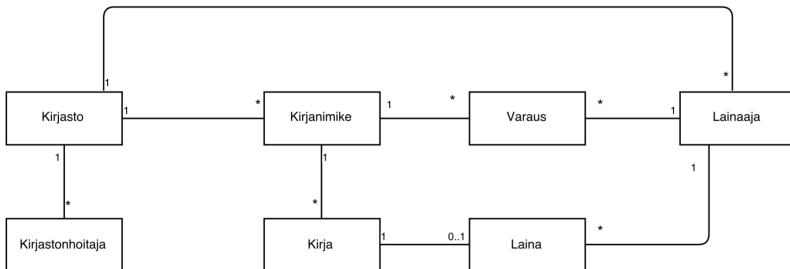 1
*
Kirjasto
1
*
Kirjanimike
1
*
Varaus
*
1
Lainaaja
1
*
1
*
1
Kirjastonhoitaja
Kirja
1
0..1
Laina
*